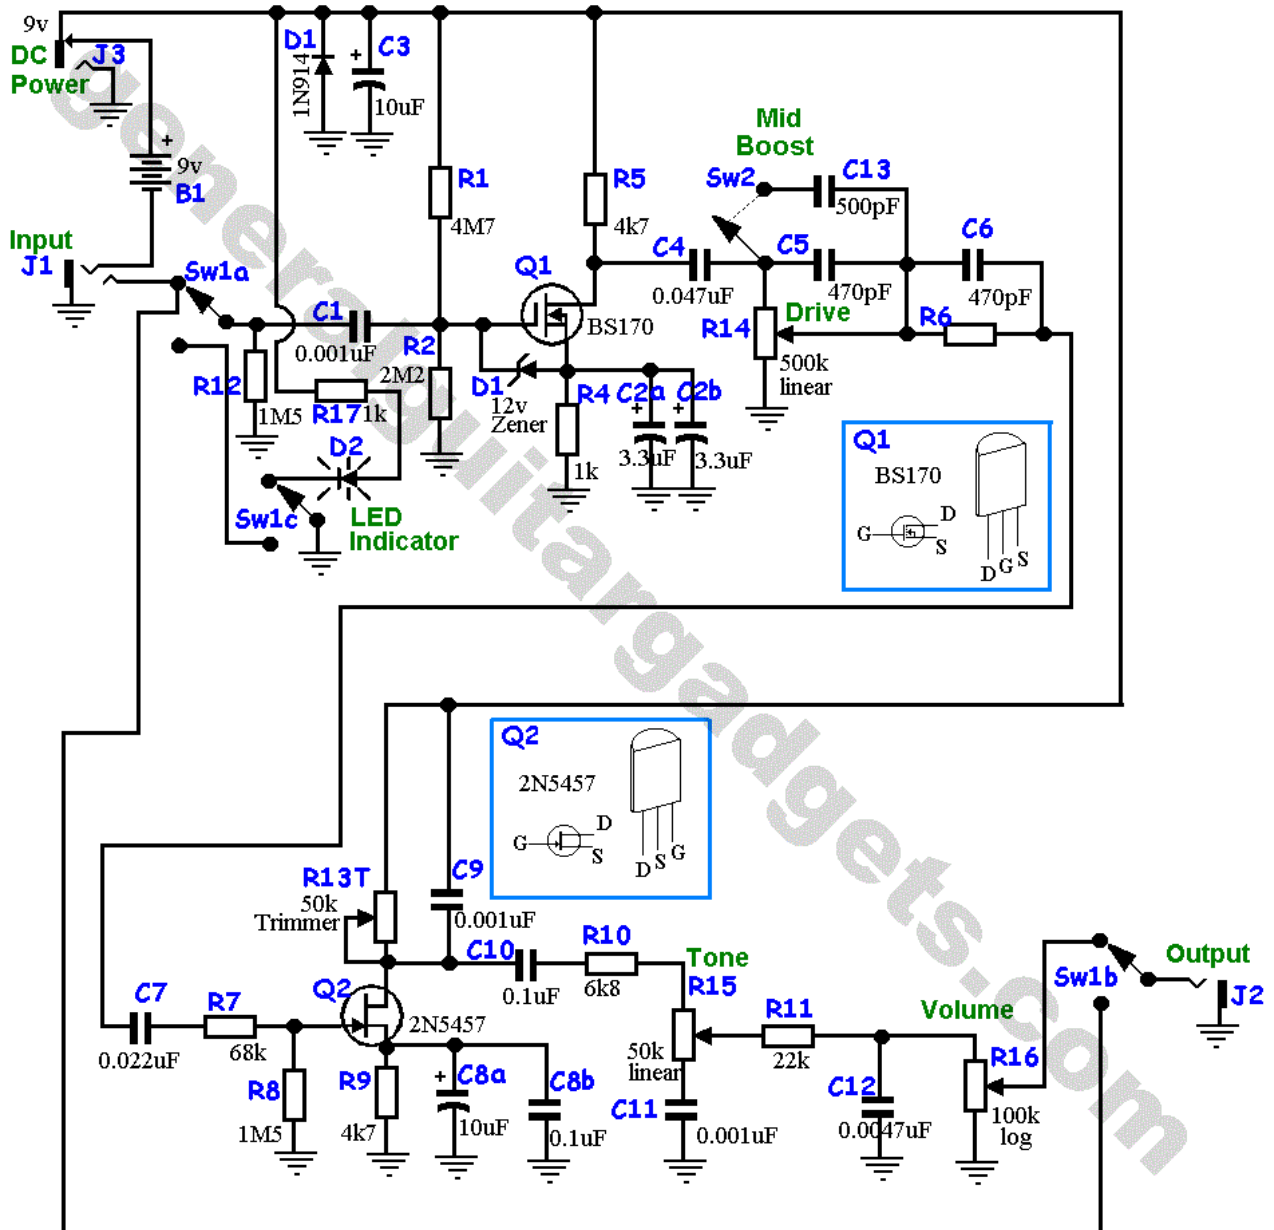 9v
DC
Power
J3
D1
1N914
C3
+
10uF
+
9v
B1
R1
4M7
R5
4k7
Mid
Boost
Sw2
C13
500pF
Input
J1
Sw1a
C1
0.001uF
Q1
BS170
C4
0.047uF
C5
470pF
C6
470pF
Drive
R14
500k
linear
R6
R2
2M2
R12
1M5
R17
1k
D1
12v
Zener
R4
1k
C2a
+
3.3uF
C2b
+
3.3uF
D2
Sw1c
LED
Indicator
Q1
BS170
G
D
S
D G S
Q2
2N5457
G
D
S
D S G
R13T
50k
Trimmer
C9
0.001uF
C10
0.1uF
R10
6k8
Tone
R15
50k
linear
C7
0.022uF
R7
68k
Q2
2N5457
R8
1M5
R9
4k7
C8a
+
10uF
C8b
0.1uF
C11
0.001uF
R11
22k
C12
0.0047uF
Volume
R16
100k
log
Sw1b
Output
J2
generalguitargadgets.com